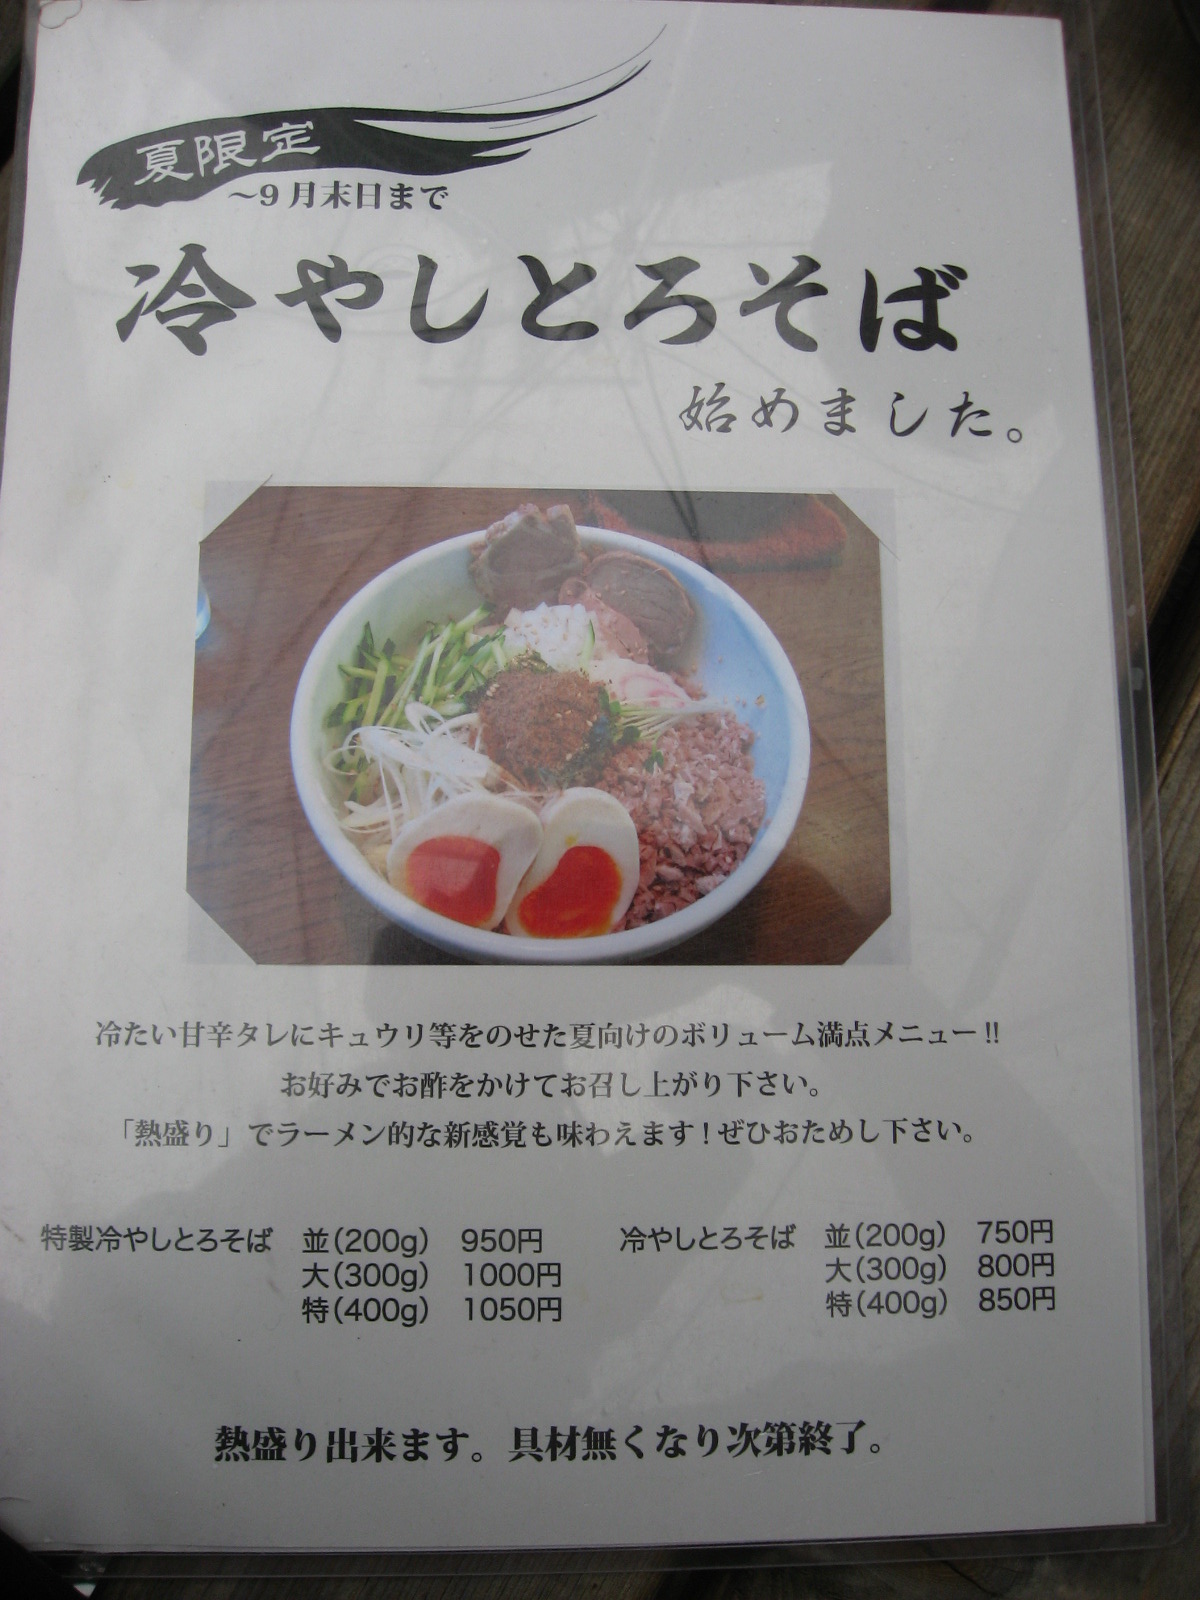 夏限定
～9月末日まで
冷やしとろそば
始めました。
冷たい甘辛タレにキュウリ等をのせた夏向けのボリューム満点メニュー!!
お好みでお酢をかけてお召し上がり下さい。
「熱盛り」でラーメン的な新感覚も味わえます!ぜひおためし下さい。
特製冷やしとろそば 並(200g) 950円
大(300g) 1000円
特(400g) 1050円
冷やしとろそば 並(200g) 750円
大(300g) 800円
特(400g) 850円
熱盛り出来ます。具材無くなり次第終了。